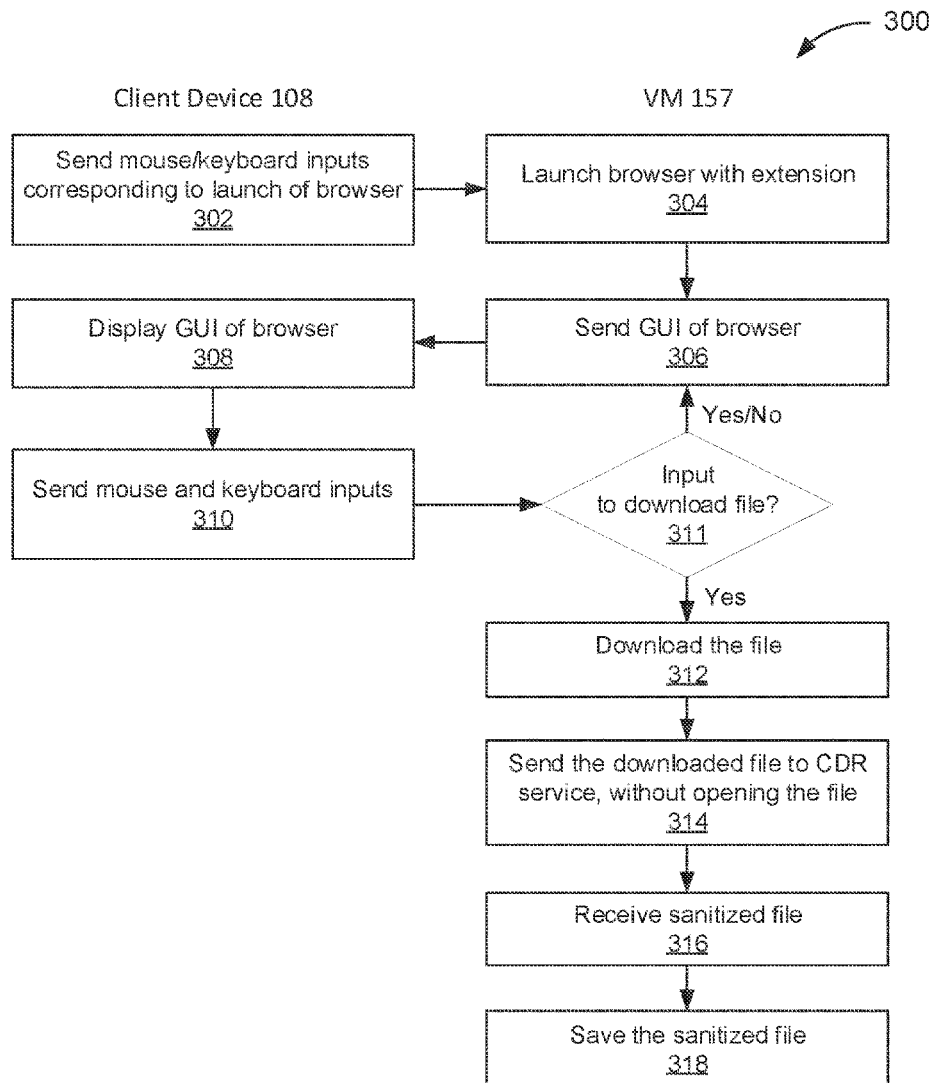 300
Client Device 108
VM 157
Send mouse/keyboard inputs
corresponding to launch of browser
302
Launch browser with extension
304
Display GUI of browser
308
Send GUI of browser
306
Yes/No
Send mouse and keyboard inputs
310
Input
to download file?
311
Yes
Download the file
312
Send the downloaded file to CDR
service, without opening the file
314
Receive sanitized file
316
Save the sanitized file
318